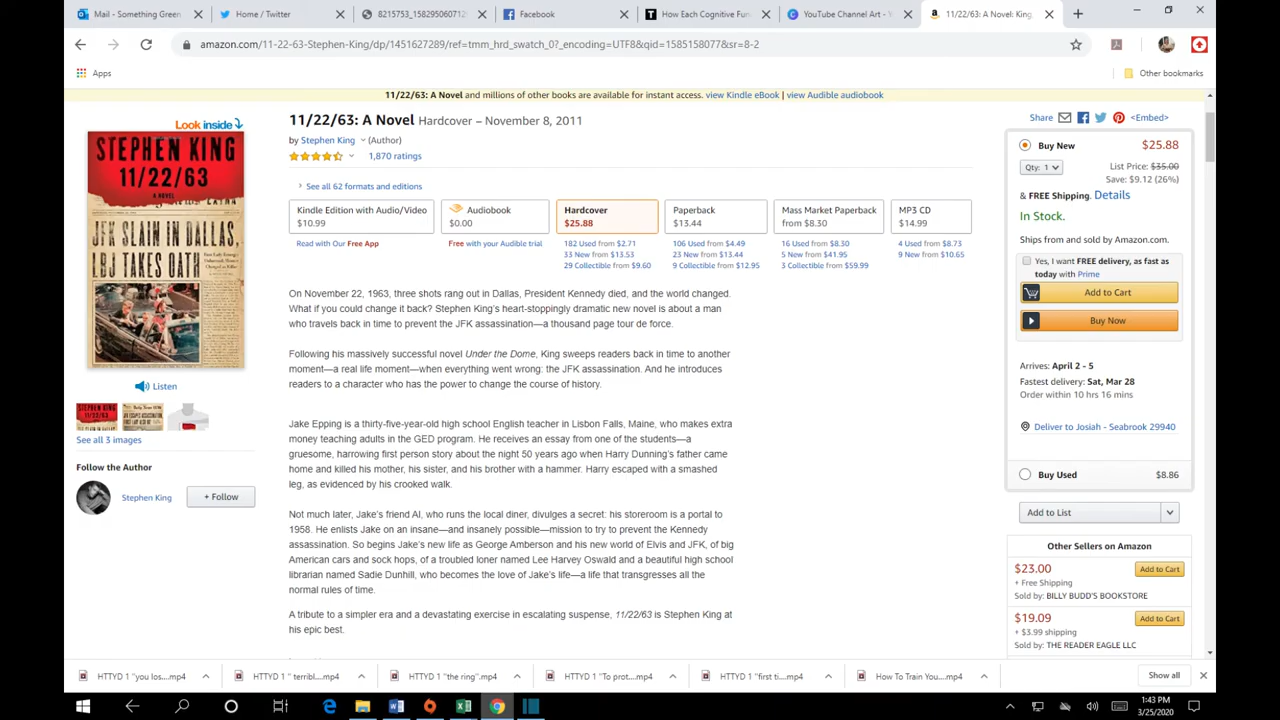 Mail - Something Green
Home / Twitter
8215753_1582950607
Facebook
How Each Cognitive Fun
YouTube Channel Art -
11/22/63: A Novel: King,
amazon.com/11-22-63-Stephen-King/dp/1451627289/ref=tmm_hrd_swatch_0?_encoding=UTF8&qid=1585158077&sr=8-2
Apps
Other bookmarks
11/22/63: A Novel and millions of other books are available for instant access. view Kindle eBook | view Audible audiobook
Look inside
STEPHEN KING
11/22/63
A NOVEL
EXTRA
JFK SLAIN IN DALLAS,
LBJ TAKES OATH
Listen
See all 3 images
Follow the Author
Stephen King
+ Follow
11/22/63: A Novel Hardcover – November 8, 2011
by Stephen King (Author)
1,870 ratings
See all 62 formats and editions
Kindle Edition with Audio/Video
$10.99
Read with Our Free App
Audiobook
$0.00
Free with your Audible trial
Hardcover
$25.88
182 Used from $2.71
33 New from $13.53
29 Collectible from $9.60
Paperback
$13.44
106 Used from $4.49
23 New from $13.44
9 Collectible from $12.95
Mass Market Paperback
from $8.30
16 Used from $8.30
5 New from $41.95
3 Collectible from $59.99
MP3 CD
$14.99
4 Used from $8.73
9 New from $10.65
On November 22, 1963, three shots rang out in Dallas, President Kennedy died, and the world changed.
What if you could change it back? Stephen King's heart-stoppingly dramatic new novel is about a man
who travels back in time to prevent the JFK assassination—a thousand page tour de force.
Following his massively successful novel Under the Dome, King sweeps readers back in time to another
moment—a real life moment—when everything went wrong: the JFK assassination. And he introduces
readers to a character who has the power to change the course of history.
Jake Epping is a thirty-five-year-old high school English teacher in Lisbon Falls, Maine, who makes extra
money teaching adults in the GED program. He receives an essay from one of the students—a
gruesome, harrowing first person story about the night 50 years ago when Harry Dunning's father came
home and killed his mother, his sister, and his brother with a hammer. Harry escaped with a smashed
leg, as evidenced by his crooked walk.
Not much later, Jake's friend Al, who runs the local diner, divulges a secret: his storeroom is a portal to
1958. He enlists Jake on an insane—and insanely possible—mission to try to prevent the Kennedy
assassination. So begins Jake's new life as George Amberson and his new world of Elvis and JFK, of big
American cars and sock hops, of a troubled loner named Lee Harvey Oswald and a beautiful high school
librarian named Sadie Dunhill, who becomes the love of Jake's life—a life that transgresses all the
normal rules of time.
A tribute to a simpler era and a devastating exercise in escalating suspense, 11/22/63 is Stephen King at
his epic best.
Share <Embed>
Buy New $25.88
Qty: 1 List Price: $35.00
Save: $9.12 (26%)
& FREE Shipping. Details
In Stock.
Ships from and sold by Amazon.com.
Yes, I want FREE delivery, as fast as
today with Prime
Add to Cart
Buy Now
Arrives: April 2 - 5
Fastest delivery: Sat, Mar 28
Order within 10 hrs 16 mins
Deliver to Josiah - Seabrook 29940
Buy Used $8.86
Add to List
Other Sellers on Amazon
$23.00 Add to Cart
+ Free Shipping
Sold by: BILLY BUDD'S BOOKSTORE
$19.09 Add to Cart
+ $3.99 shipping
Sold by: THE READER EAGLE LLC
HTTYD 1 "you los....mp4
HTTYD 1 " terribl....mp4
HTTYD 1 "the ring".mp4
HTTYD 1 "To prot....mp4
HTTYD 1 "first ti....mp4
How To Train You....mp4
Show all
1:43 PM
3/25/2020